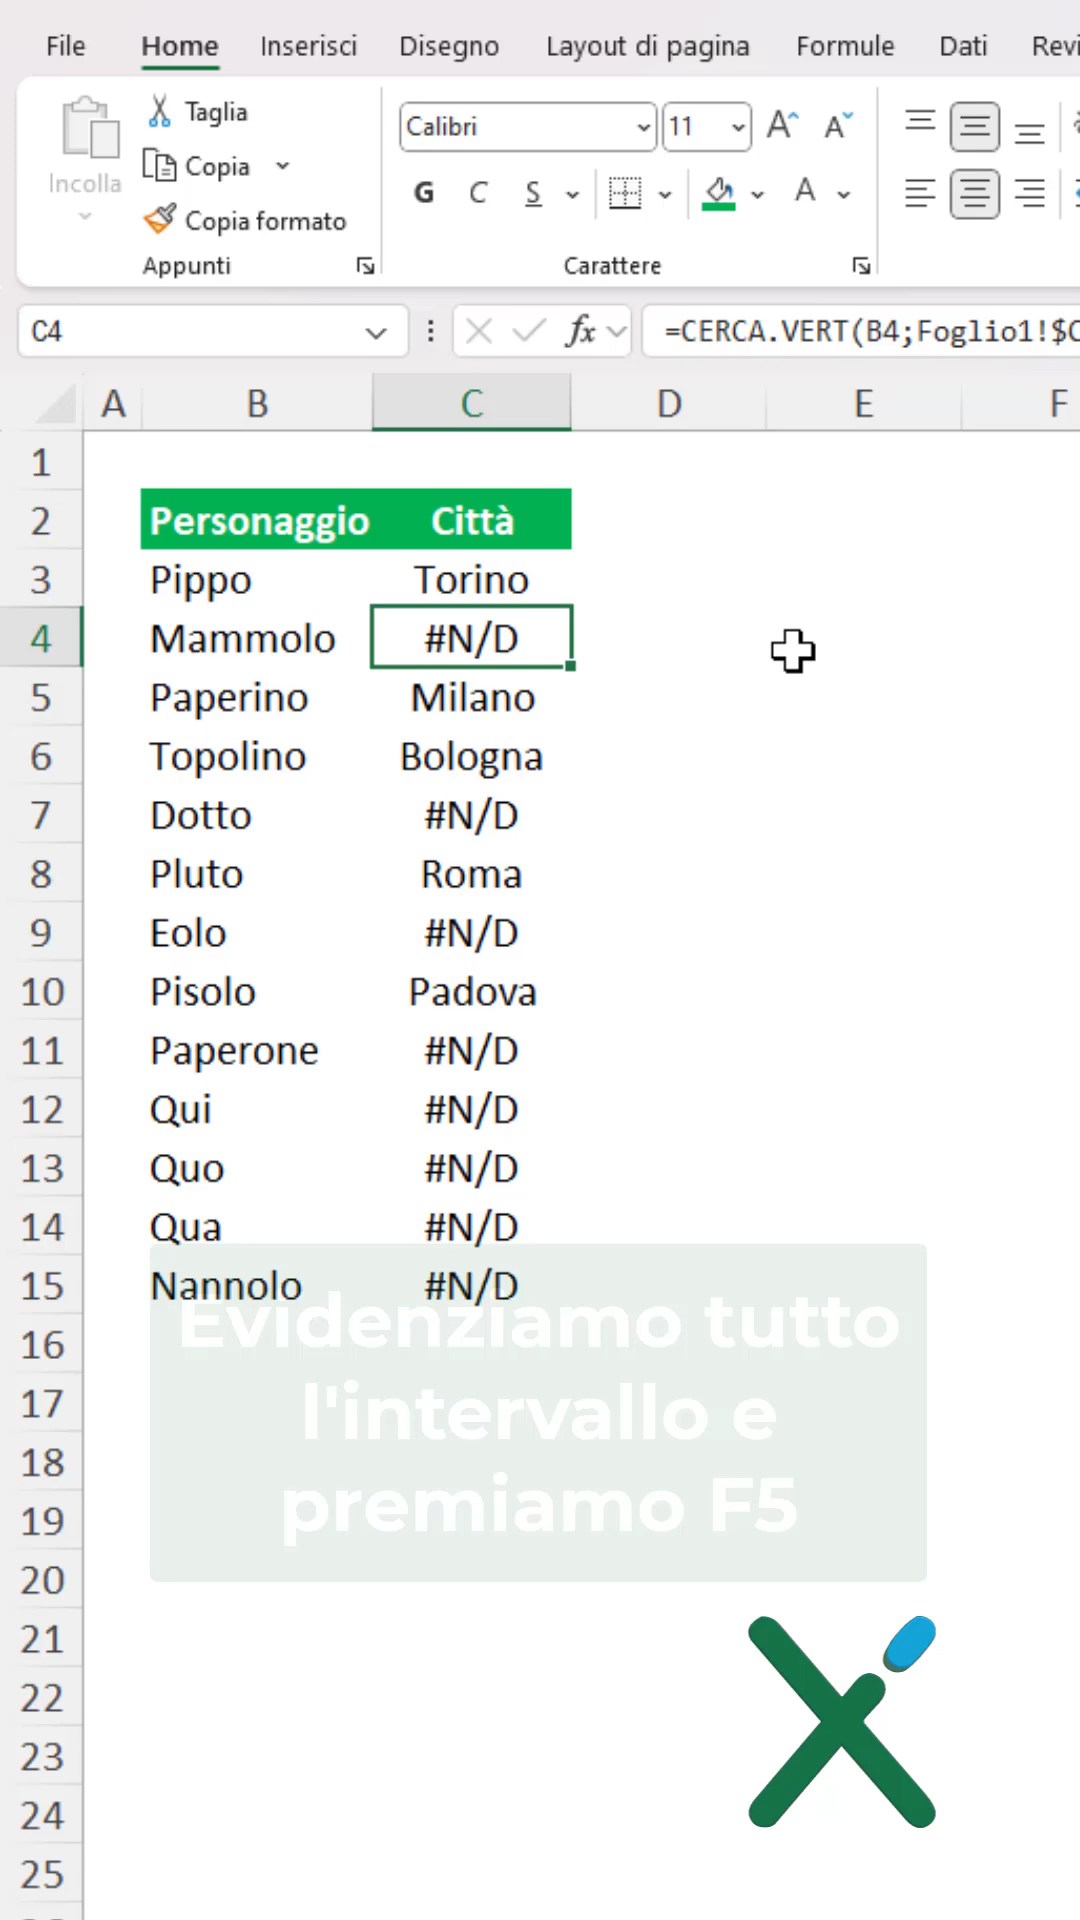 File Home Inserisci Disegno Layout di pagina Formule Dati
Incolla
Taglia
Copia
Copia formato
Appunti
Calibri 11 A A
G C S A
Carattere
C4 fx =CERCA.VERT(B4;Foglio1!$C
A B C D E F
1
2 Personaggio Città
3 Pippo Torino
4 Mammolo #N/D
5 Paperino Milano
6 Topolino Bologna
7 Dotto #N/D
8 Pluto Roma
9 Eolo #N/D
10 Pisolo Padova
11 Paperone #N/D
12 Qui #N/D
13 Quo #N/D
14 Qua #N/D
15 Nannolo #N/D
16
17
18
19
20
21
22
23
24
25
Evidenziamo tutto
l'intervallo e
premiamo F5